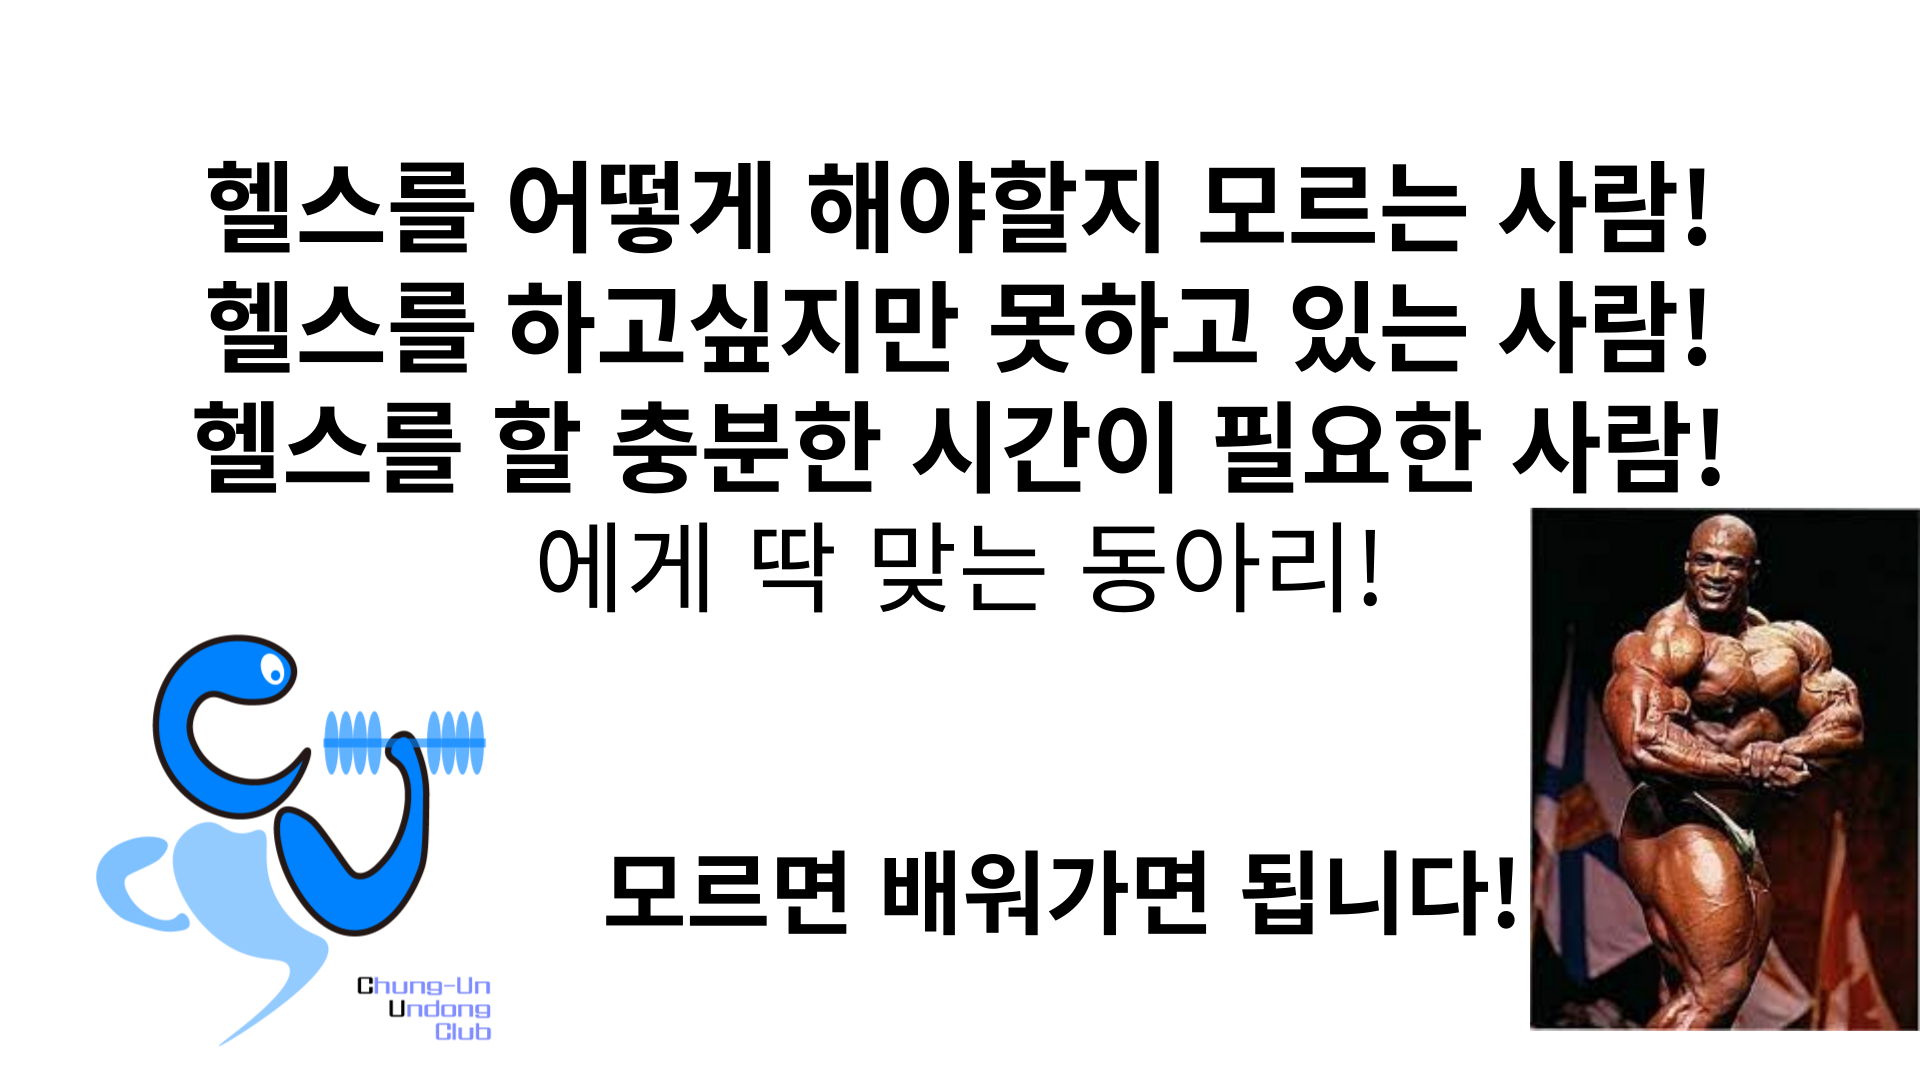 헬스를 어떻게 해야할지 모르는 사람!
헬스를 하고싶지만 못하고 있는 사람!
헬스를 할 충분한 시간이 필요한 사람!
에게 딱 맞는 동아리!
모르면 배워가면 됩니다!
Chung-Un
Undong
Club